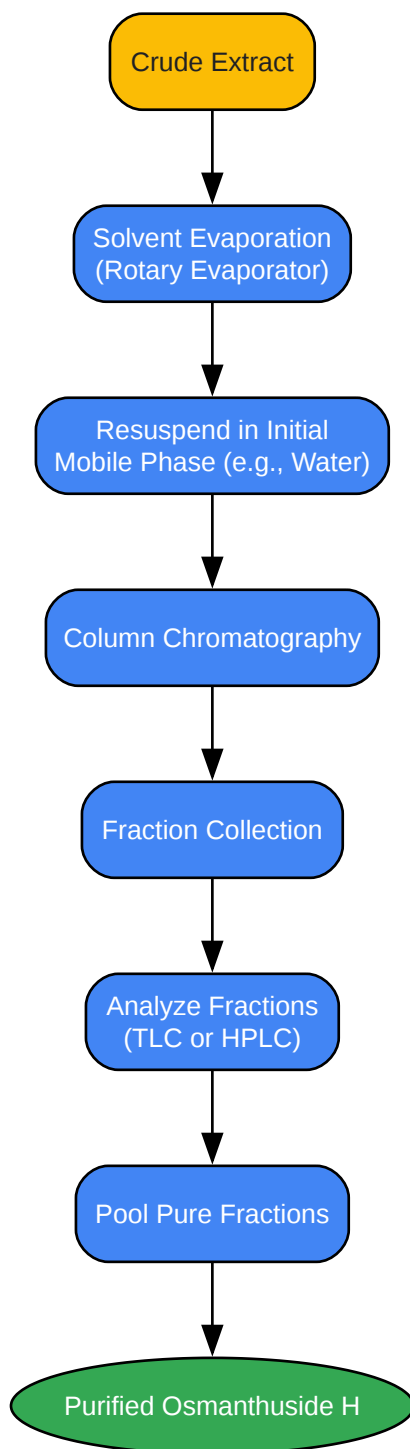 Crude Extract
Solvent Evaporation
(Rotary Evaporator)
Resuspend in Initial
Mobile Phase (e.g., Water)
Column Chromatography
Fraction Collection
Analyze Fractions
(TLC or HPLC)
Pool Pure Fractions
Purified Osmanthuside H